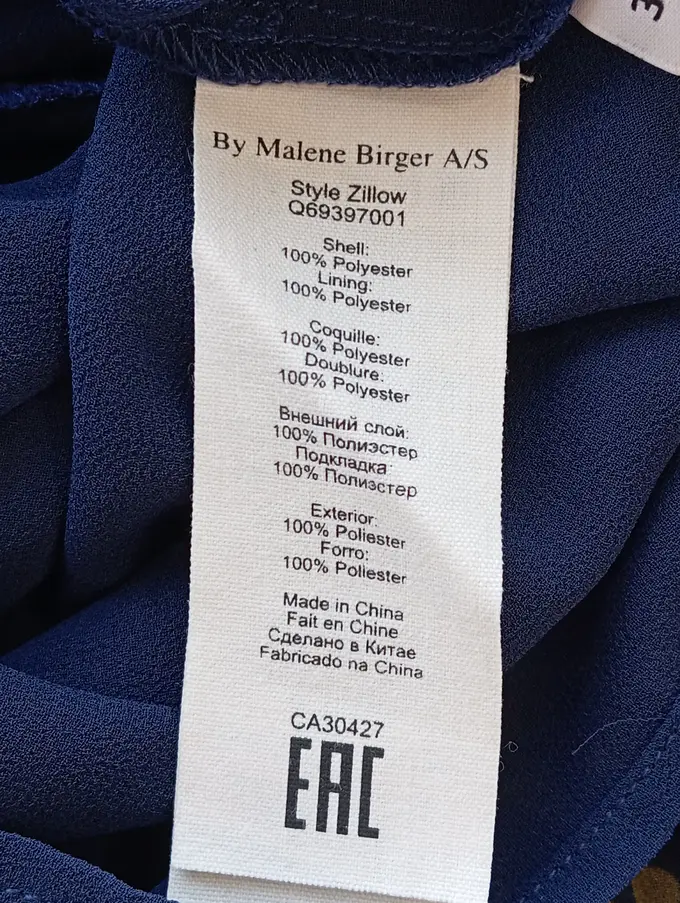 By Malene Birger A/S
Style Zillow
Q69397001
Shell:
100% Polyester
Lining:
100% Polyester
Coquille:
100% Polyester
Doublure:
100% Polyester
Внешний слой:
100% Полиэстер
Подкладка:
100% Полиэстер
Exterior:
100% Poliester
Forro:
100% Poliester
Made in China
Fait en Chine
Сделано в Китае
Fabricado na China
CA30427
EAC